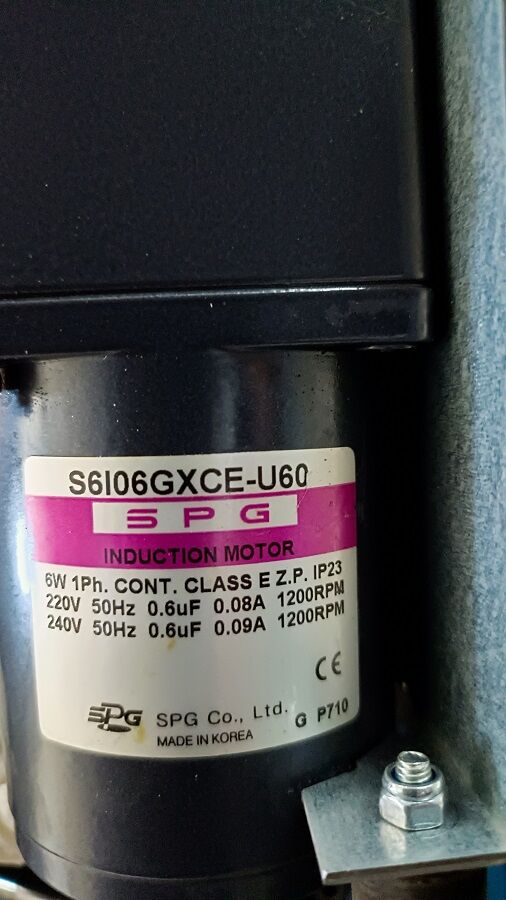 S6I06GXCE-U60
SPG
INDUCTION MOTOR
6W 1Ph. CONT. CLASS E Z.P. IP23
220V 50Hz 0.6uF 0.08A 1200RPM
240V 50Hz 0.6uF 0.09A 1200RPM
CE
SPG SPG Co., Ltd. G P710
MADE IN KOREA